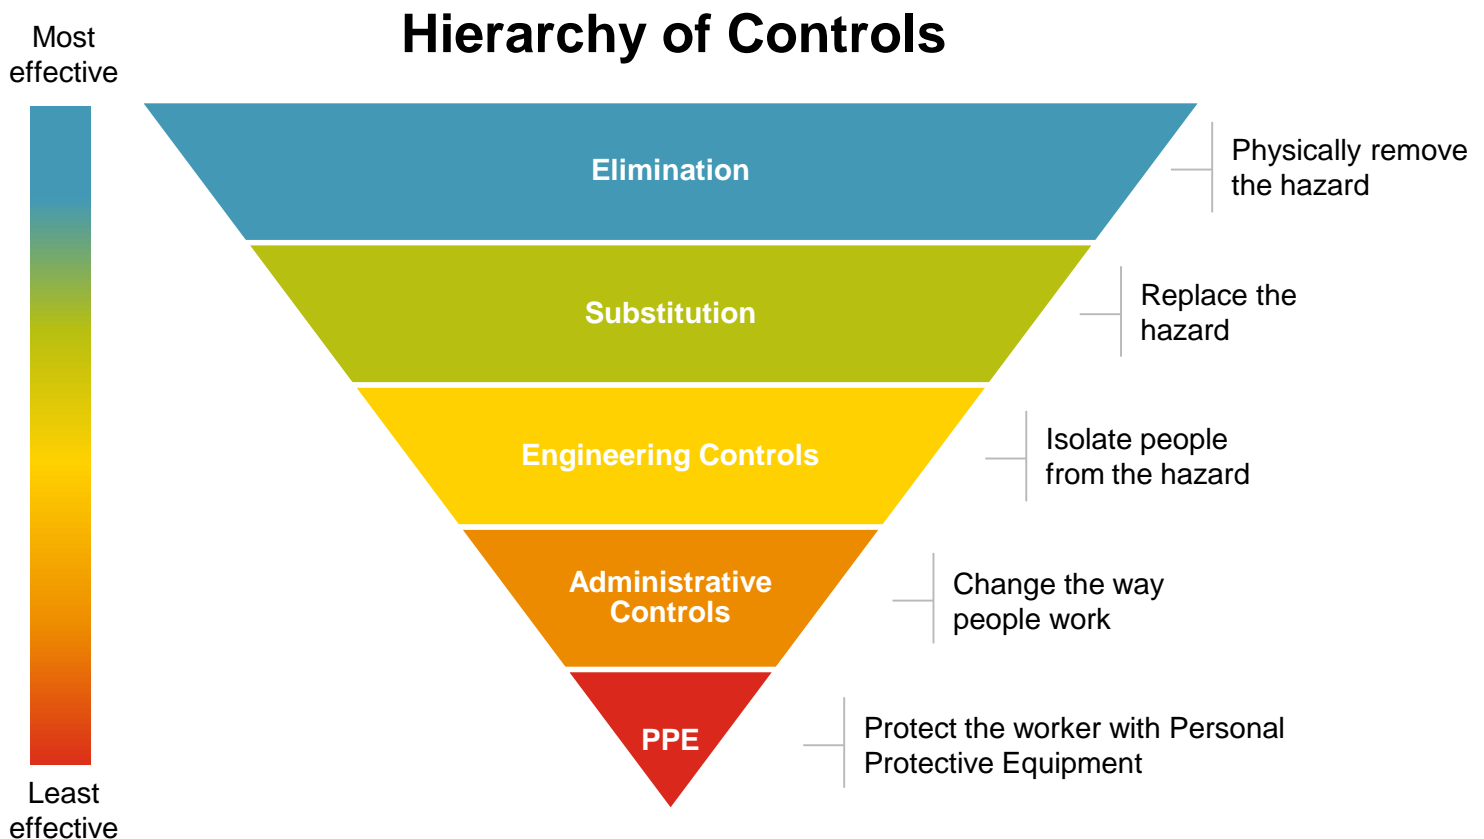 Hierarchy of Controls
Most
effective
Elimination
Physically remove
the hazard
Substitution
Replace the
hazard
Engineering Controls
Isolate people
from the hazard
Administrative
Controls
Change the way
people work
PPE
Protect the worker with Personal
Protective Equipment
Least
effective